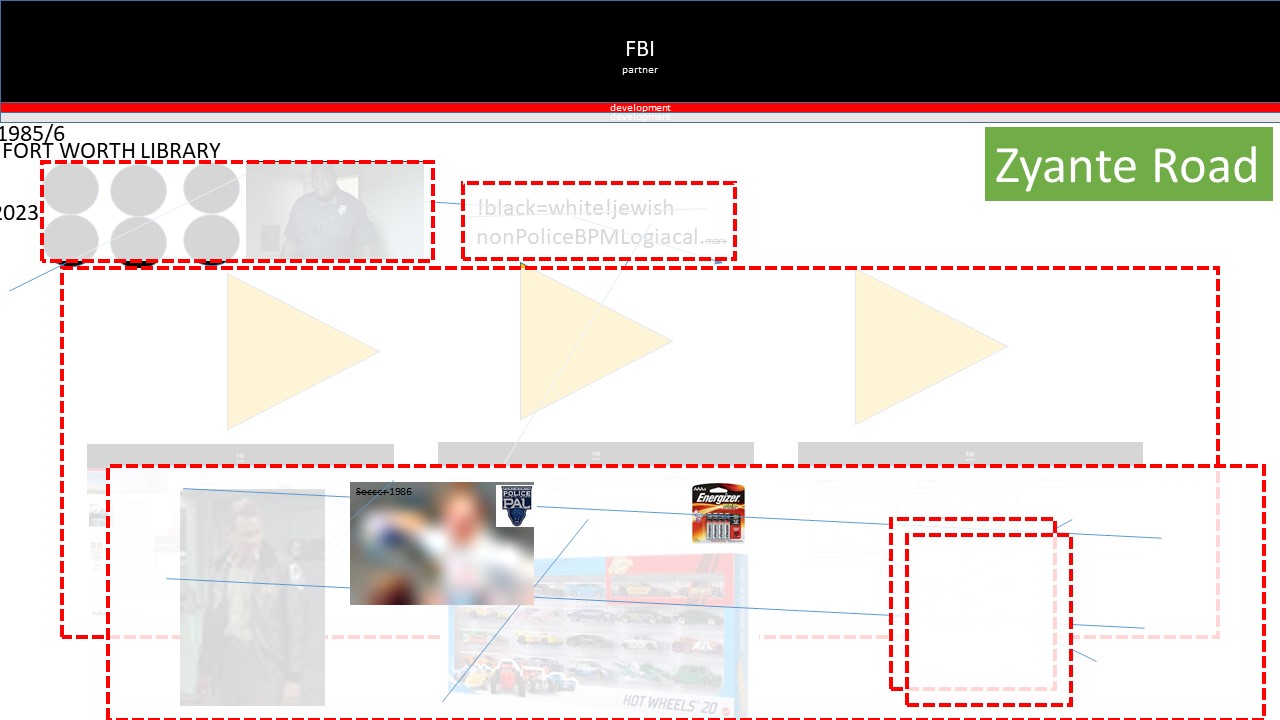 FBI
partner
development
development
1985/6
FORT WORTH LIBRARY
Zyante Road
2023
!black=white!jewish
nonPoliceBPMLogiacal.more
FBI
FBI
FBI
Soccer 1986
POLICE
PAL
Energizer
HOT WHEELS 20